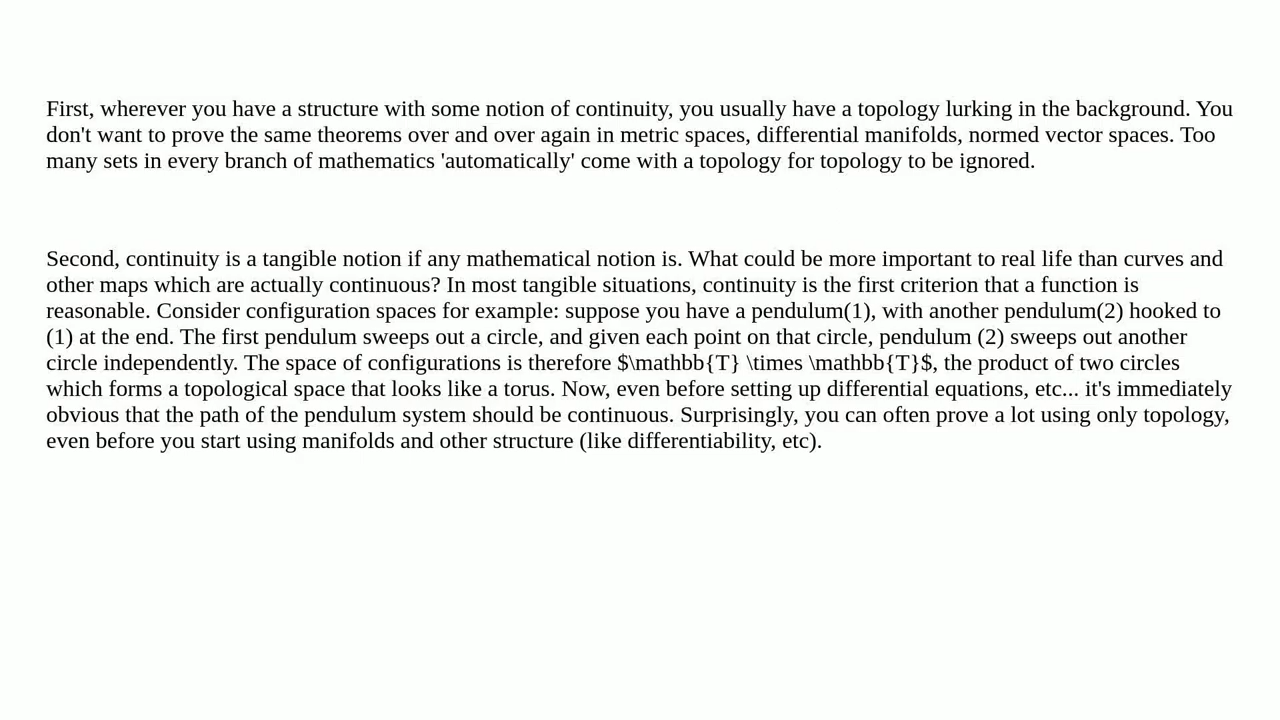 First, wherever you have a structure with some notion of continuity, you usually have a topology lurking in the background. You
don't want to prove the same theorems over and over again in metric spaces, differential manifolds, normed vector spaces. Too
many sets in every branch of mathematics 'automatically' come with a topology for topology to be ignored.
Second, continuity is a tangible notion if any mathematical notion is. What could be more important to real life than curves and
other maps which are actually continuous? In most tangible situations, continuity is the first criterion that a function is
reasonable. Consider configuration spaces for example: suppose you have a pendulum(1), with another pendulum(2) hooked to
(1) at the end. The first pendulum sweeps out a circle, and given each point on that circle, pendulum (2) sweeps out another
circle independently. The space of configurations is therefore $\mathbb{T} \times \mathbb{T}$, the product of two circles
which forms a topological space that looks like a torus. Now, even before setting up differential equations, etc... it's immediately
obvious that the path of the pendulum system should be continuous. Surprisingly, you can often prove a lot using only topology,
even before you start using manifolds and other structure (like differentiability, etc).